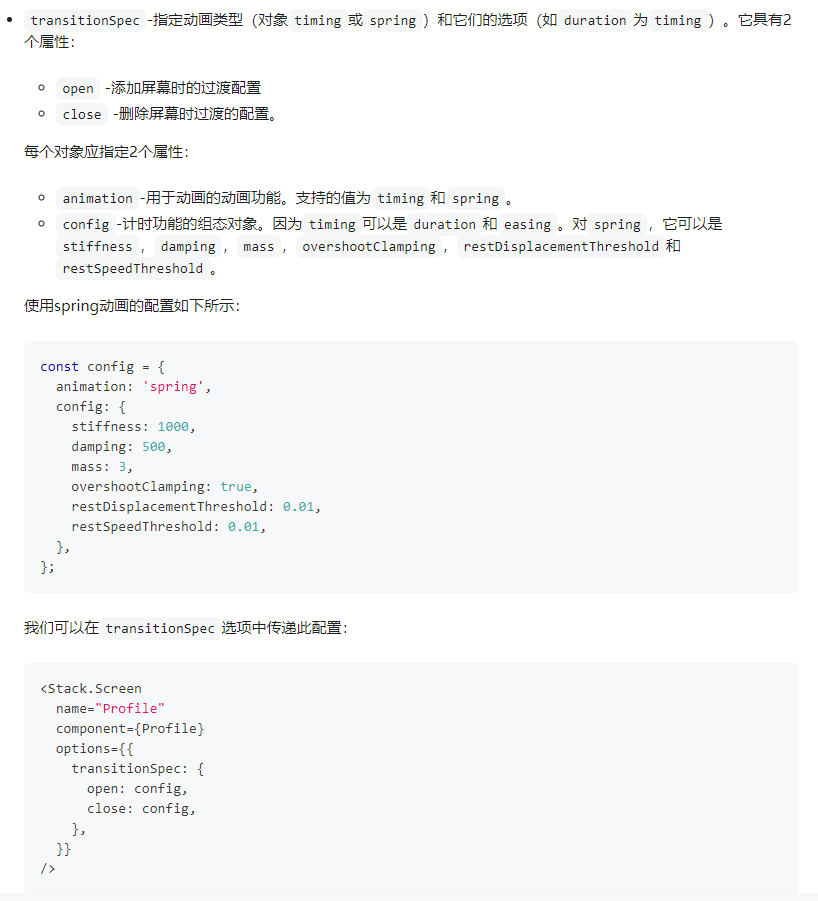 transitionSpec -指定动画类型（对象 timing 或 spring ）和它们的选项（如 duration 为 timing ）。它具有2
个属性：
open -添加屏幕时的过渡配置
close -删除屏幕时过渡的配置。
每个对象应指定2个属性：
animation -用于动画的动画功能。支持的值为 timing 和 spring 。
config -计时功能的组态对象。因为 timing 可以是 duration 和 easing 。对 spring ，它可以是
stiffness ， damping ， mass ， overshootClamping ， restDisplacementThreshold 和
restSpeedThreshold 。
使用spring动画的配置如下所示：
const config = {
  animation: 'spring',
  config: {
    stiffness: 1000,
    damping: 500,
    mass: 3,
    overshootClamping: true,
    restDisplacementThreshold: 0.01,
    restSpeedThreshold: 0.01,
  },
};
我们可以在 transitionSpec 选项中传递此配置：
<Stack.Screen
  name="Profile"
  component={Profile}
  options={{
    transitionSpec: {
      open: config,
      close: config,
    },
  }}
/>